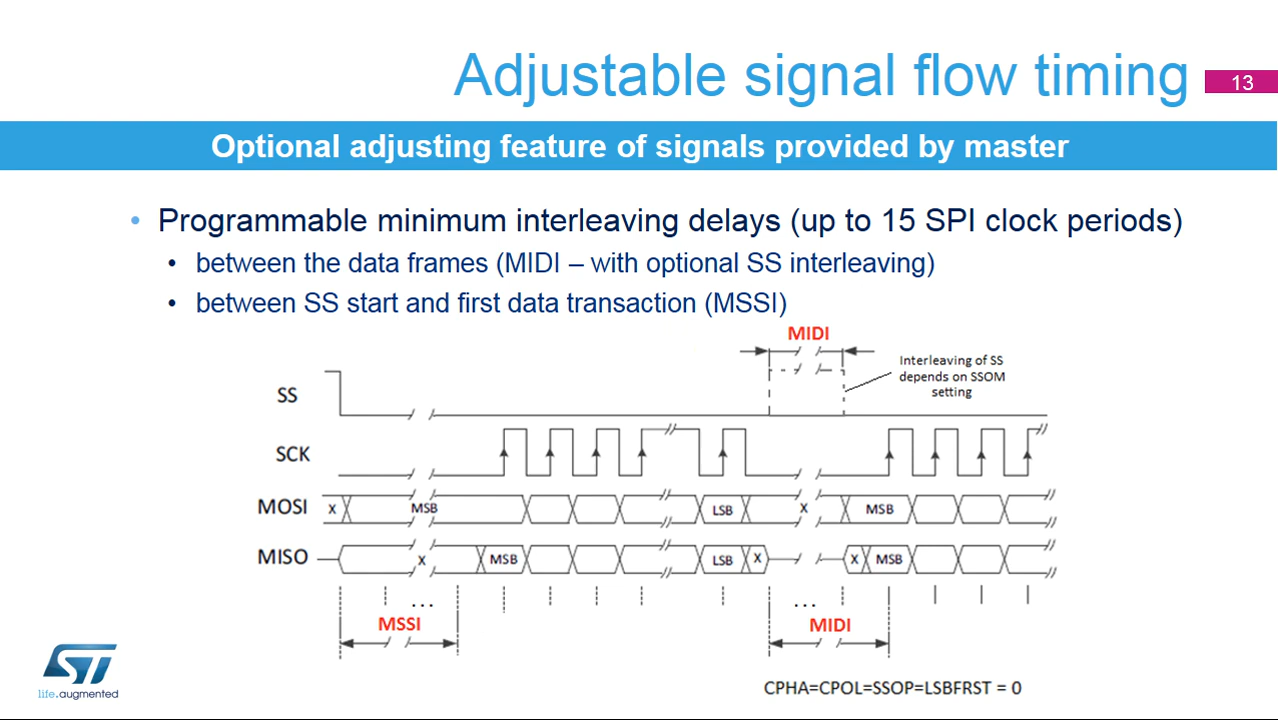 Adjustable signal flow timing
13
Optional adjusting feature of signals provided by master
• Programmable minimum interleaving delays (up to 15 SPI clock periods)
• between the data frames (MIDI – with optional SS interleaving)
• between SS start and first data transaction (MSSI)
MIDI
Interleaving of SS
depends on SSOM
setting
SS
SCK
MOSI X MSB LSB X MSB
MISO X MSB LSB X X MSB
... ...
MSSI MIDI
ST
life.augmented
CPHA=CPOL=SSOP=LSBFRST = 0